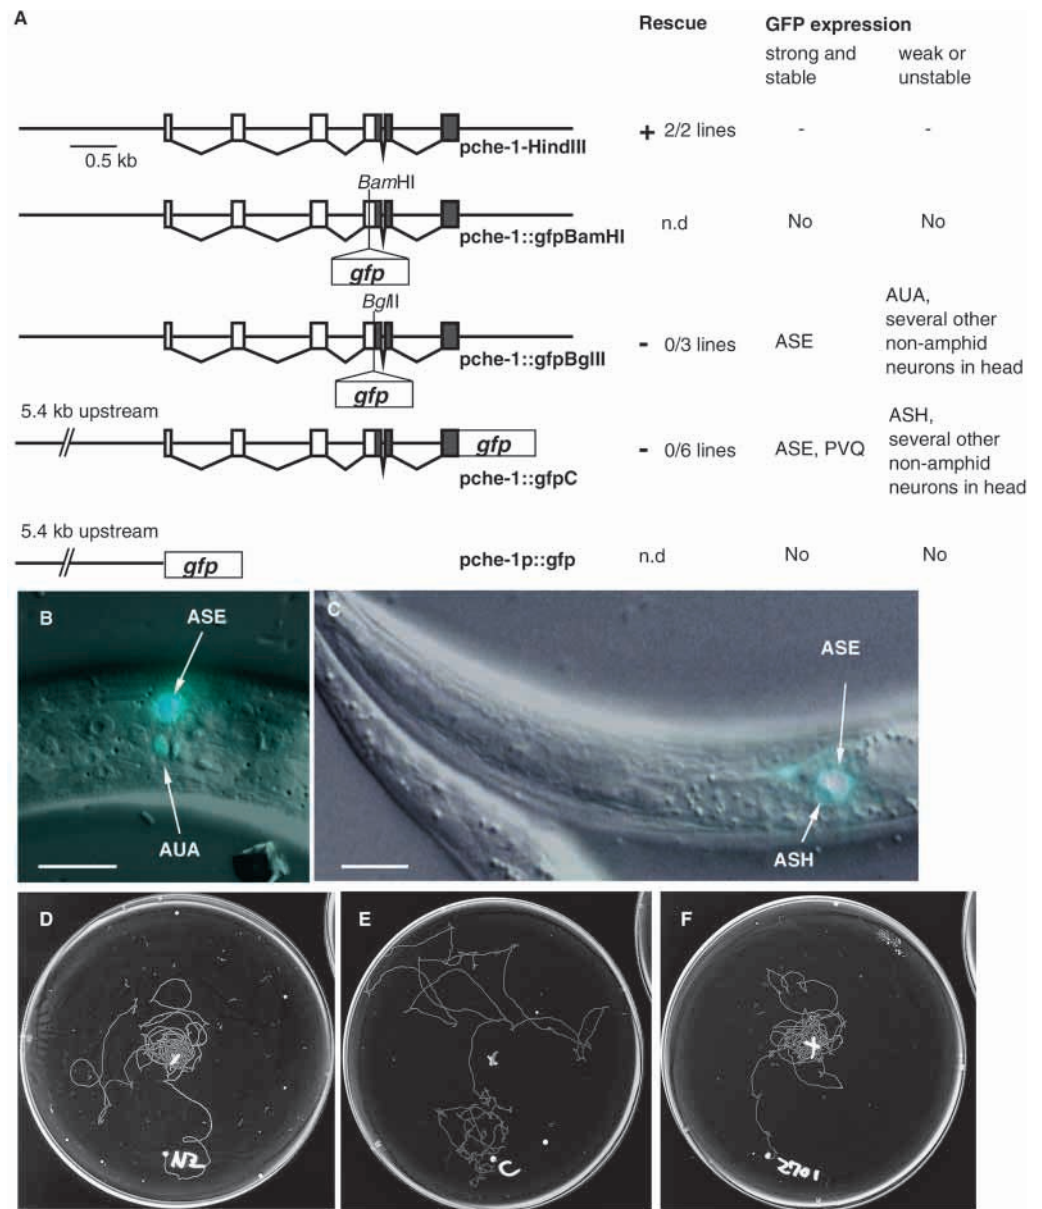 A
Rescue GFP expression
strong and stable
weak or unstable
0.5 kb
pche-1-HindIII
+ 2/2 lines - -
BamHI
gfp
pche-1::gfpBamHI
n.d No No
BglII
gfp
pche-1::gfpBglII
- 0/3 lines ASE
AUA,
several other
non-amphid
neurons in head
5.4 kb upstream
gfp
pche-1::gfpC
- 0/6 lines ASE, PVQ
ASH,
several other
non-amphid
neurons in head
5.4 kb upstream
gfp
pche-1p::gfp
n.d No No
B
ASE
AUA
C
ASE
ASH
D
N2
E
C
F